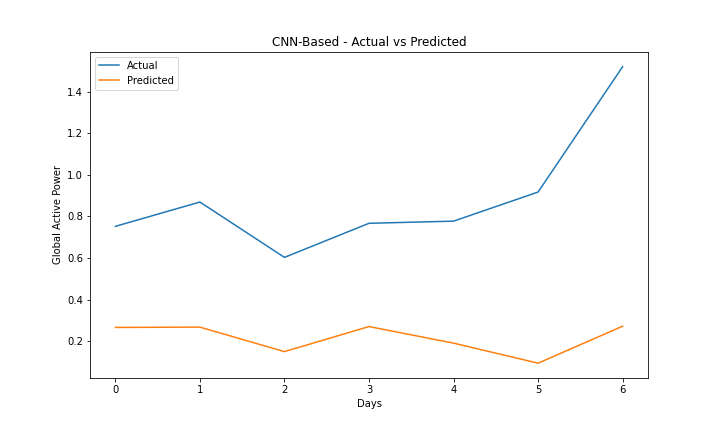 CNN-Based - Actual vs Predicted
Actual
Predicted
Global Active Power
1.4
1.2
1.0
0.8
0.6
0.4
0.2
0 1 2 3 4 5 6
Days